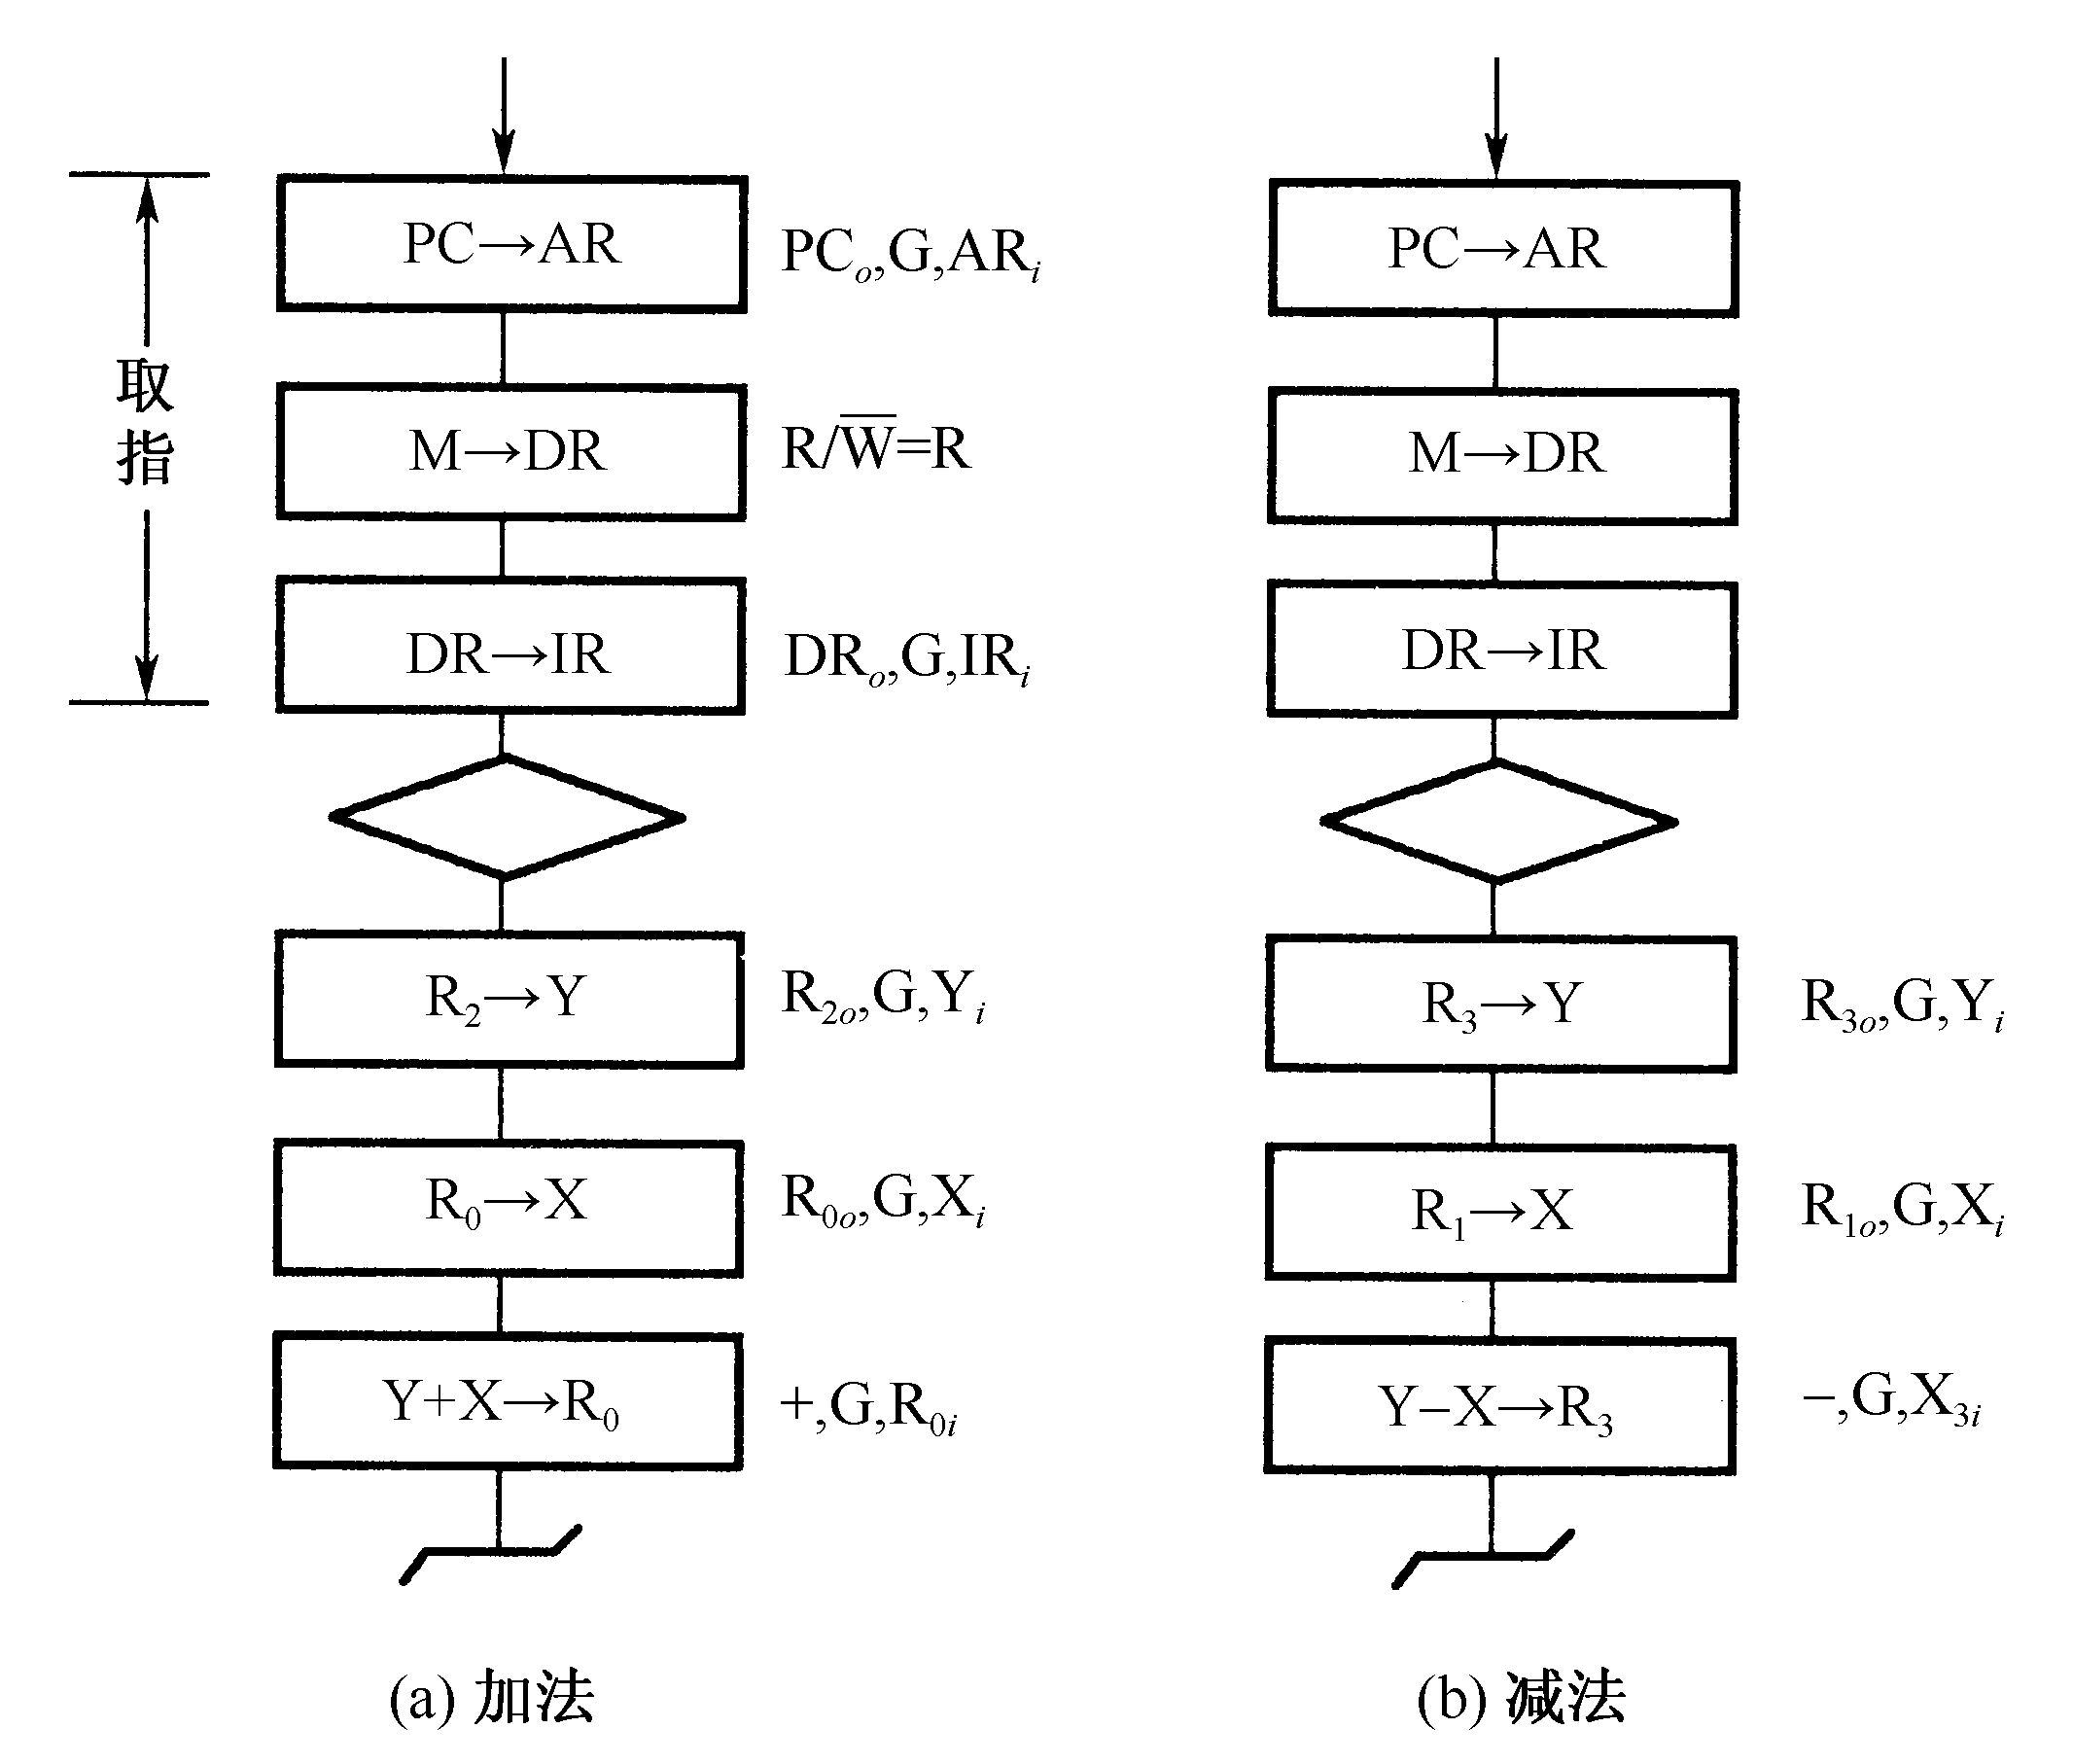 取指
PC→AR
PCₒ,G,ARᵢ
M→DR
R/W̅=R
DR→IR
DRₒ,G,IRᵢ
R₂→Y
R₂ₒ,G,Yᵢ
R₀→X
R₀ₒ,G,Xᵢ
Y+X→R₀
+,G,R₀ᵢ
(a) 加法
PC→AR
M→DR
DR→IR
R₃→Y
R₃ₒ,G,Yᵢ
R₁→X
R₁ₒ,G,Xᵢ
Y–X→R₃
–,G,X₃ᵢ
(b) 减法